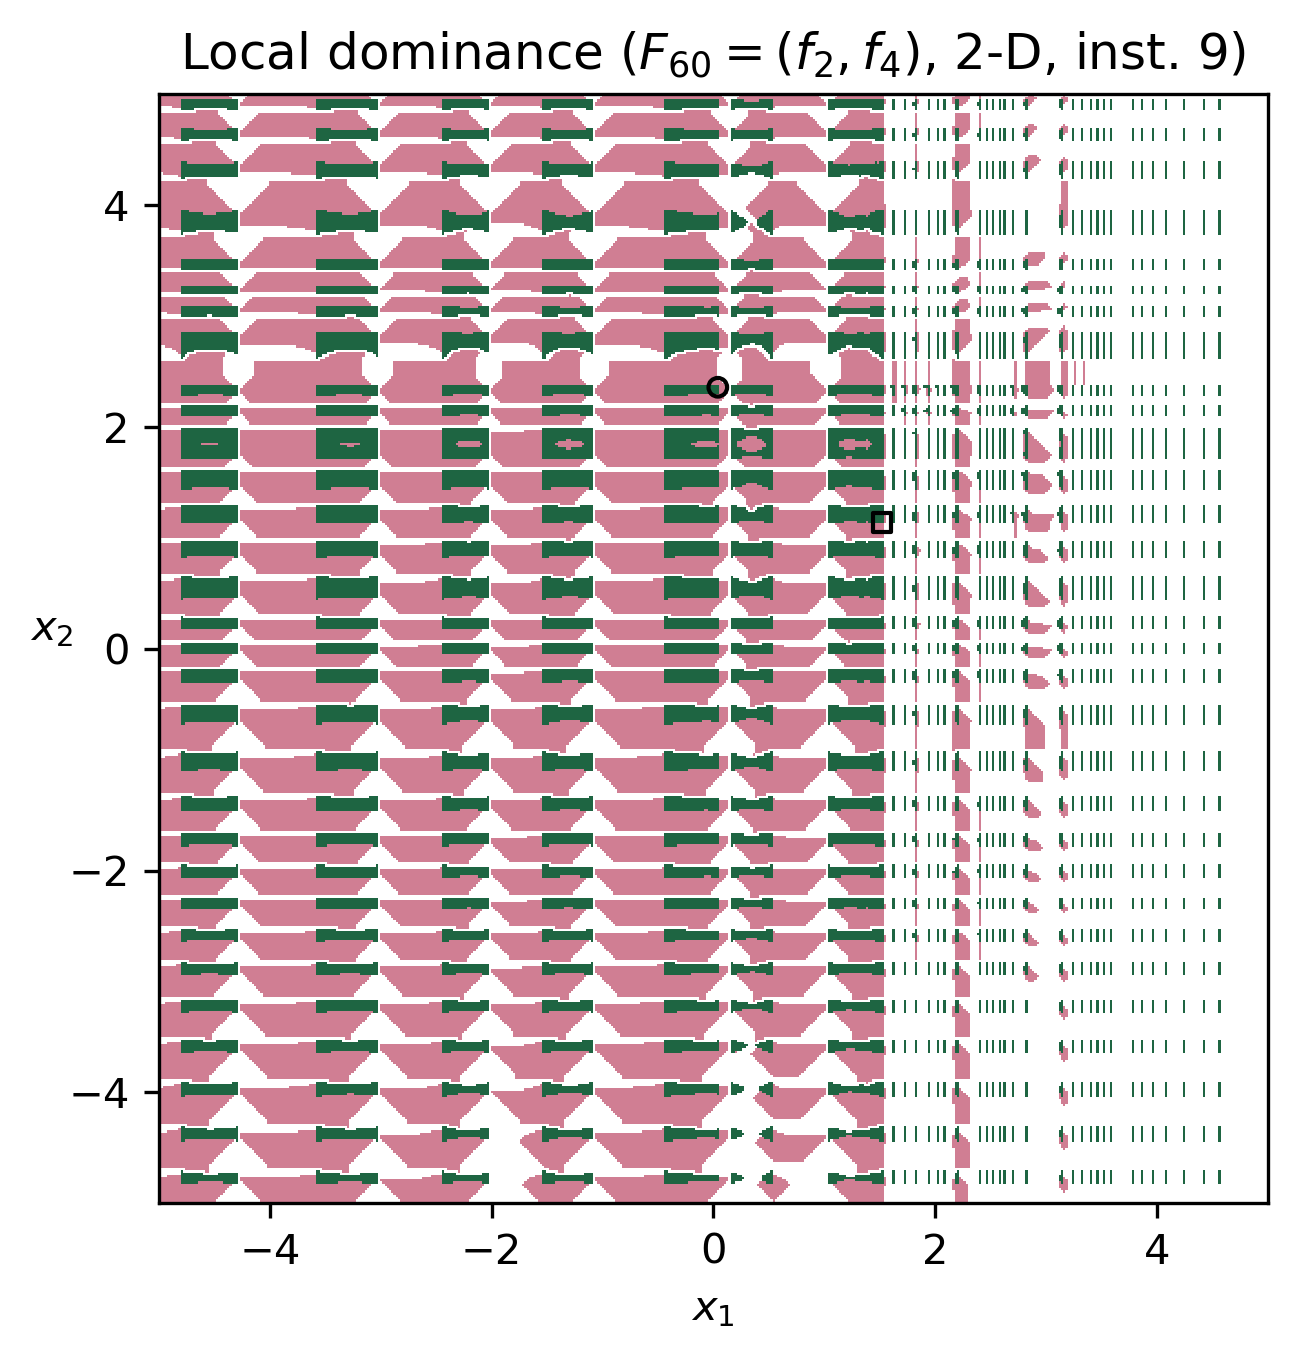 Local dominance (F₆₀ = (f₂, f₄), 2-D, inst. 9)
4
2
x₂
0
−2
−4
−4 −2 0 2 4
x₁